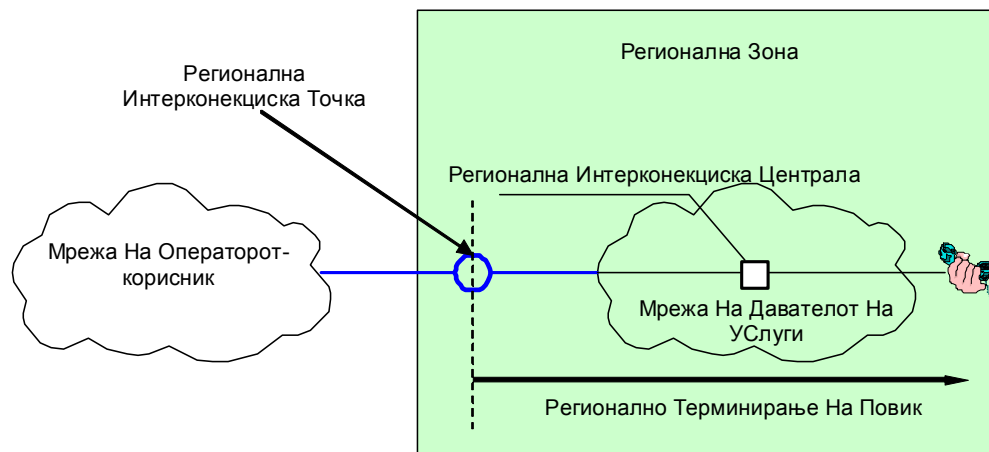 Регионална Зона
Регионална
Интерконекциска Точка
Регионална Интерконекциска Централа
Мрежа На Операторот-
корисник
Мрежа На Давателот На
УСлуги
Регионално Терминирање На Повик